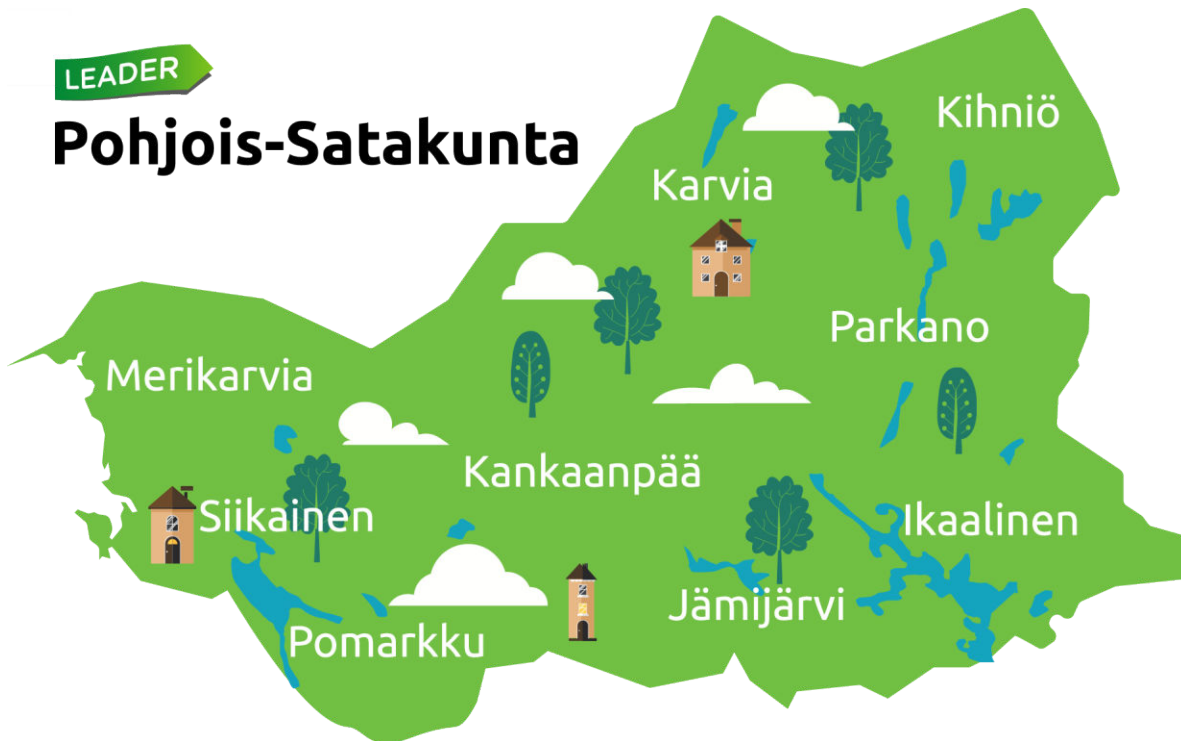 LEADER
Pohjois-Satakunta
Kihniö
Karvia
Parkano
Merikarvia
Kankaanpää
Siikainen
Ikaalinen
Jämijärvi
Pomarkku